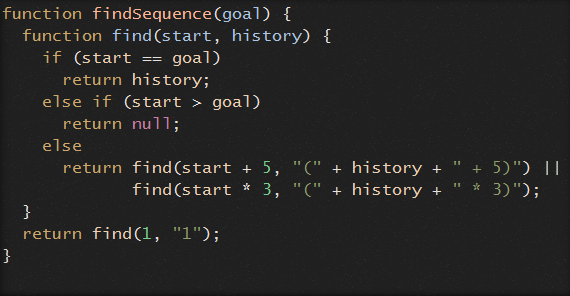 function findSequence(goal) {
  function find(start, history) {
    if (start == goal)
      return history;
    else if (start > goal)
      return null;
    else
      return find(start + 5, "(" + history + " + 5)") ||
             find(start * 3, "(" + history + " * 3)");
  }
  return find(1, "1");
}